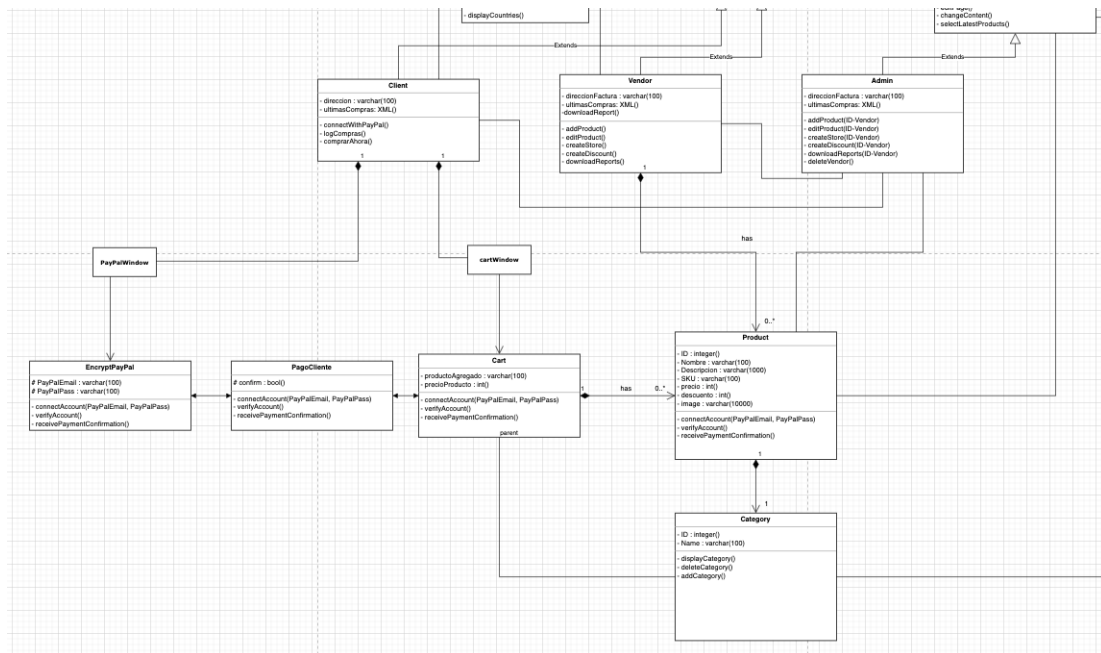 - displayCountries()
- changeContent()
- selectLatestProducts()
Extends
Extends
Extends
Client
- direccion : varchar(100)
- ultimasCompras: XML()
- connectWithPayPal()
- logCompras()
- comprarAhora()
1
1
Vendor
- direccionFactura : varchar(100)
- ultimasCompras: XML()
-downloadReport()
- addProduct()
- editProduct()
- createStore()
- createDiscount()
- downloadReports()
1
Admin
- direccionFactura : varchar(100)
- ultimasCompras: XML()
- addProduct(ID-Vendor)
- editProduct(ID-Vendor)
- createStore(ID-Vendor)
- createDiscount(ID-Vendor)
- downloadReports(ID-Vendor)
- deleteVendor()
has
PayPalWindow
cartWindow
0..*
EncryptPayPal
# PayPalEmail : varchar(100)
# PayPalPass : varchar(100)
- connectAccount(PayPalEmail, PayPalPass)
- verifyAccount()
- receivePaymentConfirmation()
PagoCliente
# confirm : bool()
- connectAccount(PayPalEmail, PayPalPass)
- verifyAccount()
- receivePaymentConfirmation()
Cart
- productoAgregado : varchar(100)
- precioProducto : int()
- connectAccount(PayPalEmail, PayPalPass)
- verifyAccount()
- receivePaymentConfirmation()
parent
1
has
0..*
Product
- ID : integer()
- Nombre : varchar(100)
- Descripcion : varchar(1000)
- SKU : varchar(100)
- precio : int()
- descuento : int()
- image : varchar(10000)
- connectAccount(PayPalEmail, PayPalPass)
- verifyAccount()
- receivePaymentConfirmation()
1
1
Category
- ID : integer()
- Name : varchar(100)
- displayCategory()
- deleteCategory()
- addCategory()